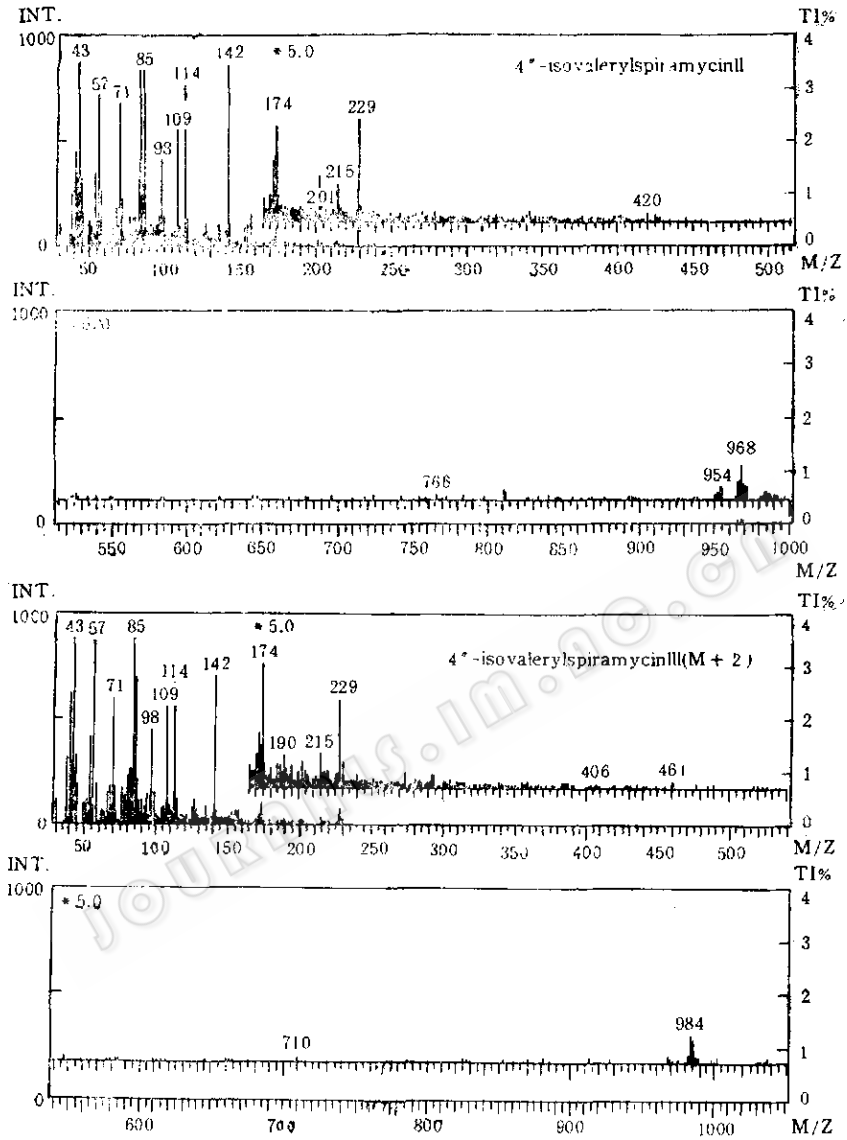 INT. TI%
1000 43 85 142 * 5.0 4
114 4"-isovalerylspiramycinII
57 71 174 229 3
109
93 215 2
201 420 1
0 0
50 100 150 200 250 300 350 400 450 500 M/Z
INT. TI%
1000 4
3
2
766 954 968 1
0 0
550 600 650 700 750 800 850 900 950 1000
M/Z
INT. TI%
1000 43 57 85 * 5.0 4
114 142 174 4"-isovalerylspiramycinIII(M + 2)
71 109 229 3
98 2
190 215 406 461 1
0 0
50 100 150 200 250 300 350 400 450 500 M/Z
INT. TI%
1000 * 5.0 4
3
2
710 984 1
0 0
600 700 800 900 1000 M/Z
journals.im.ac.cn